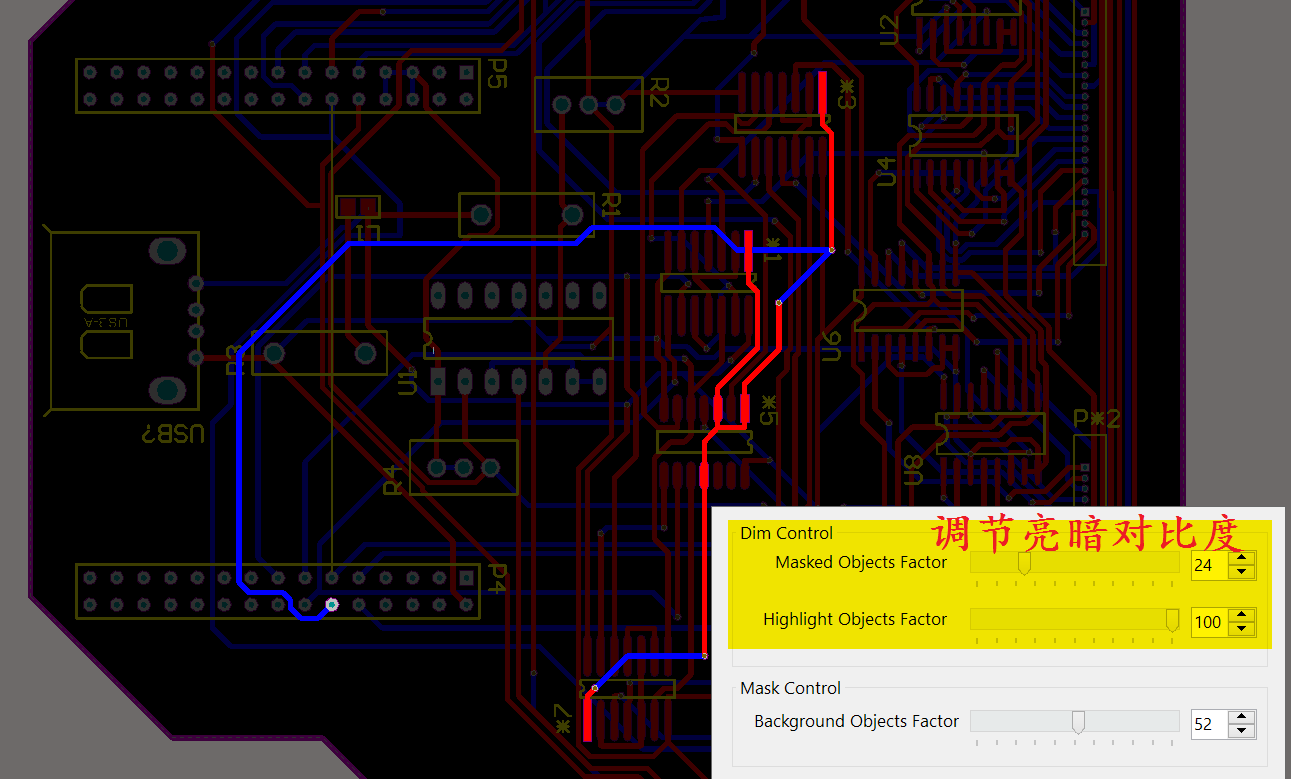 U2
P5
R2
*3
U4
R1
L1
*1
USB-A
U6
R3
U1
*5
P*2
USB?
U8
R4
调节亮暗对比度
Dim Control
Masked Objects Factor 24
P4
Highlight Objects Factor 100
Mask Control
*7
Background Objects Factor 52